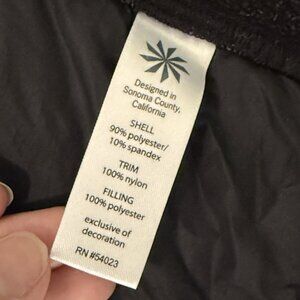 Designed in
Sonoma County,
California
SHELL
90% polyester/
10% spandex
TRIM
100% nylon
FILLING
100% polyester
exclusive of
decoration
RN #54023